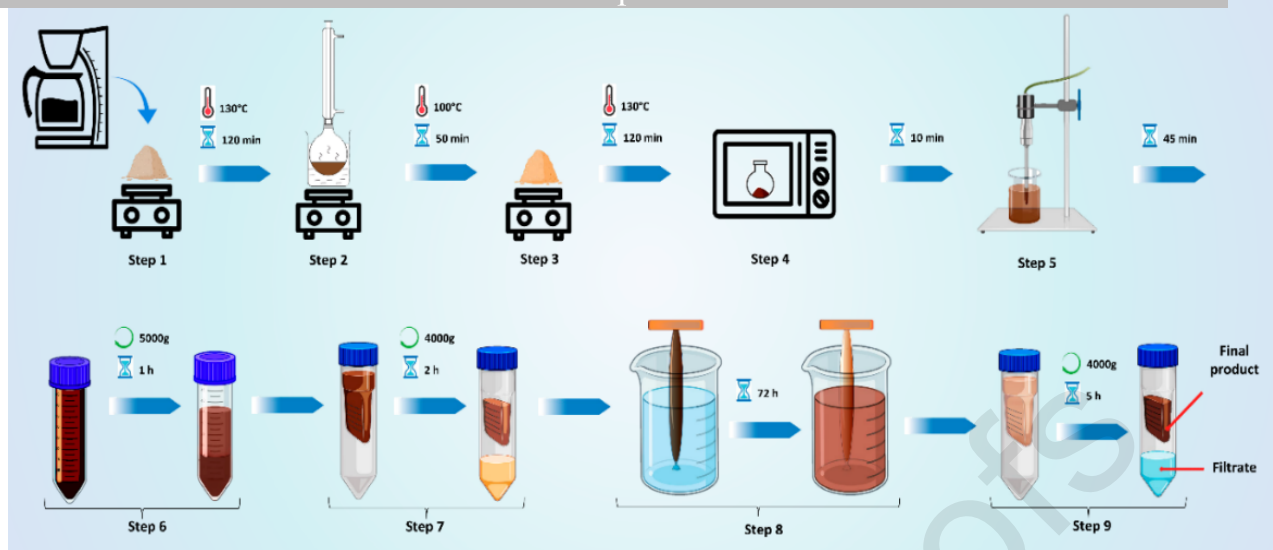 130°C
120 min
100°C
50 min
130°C
120 min
10 min
45 min
Step 1
Step 2
Step 3
Step 4
Step 5
5000g
1 h
4000g
2 h
72 h
4000g
5 h
Final
product
Filtrate
Step 6
Step 7
Step 8
Step 9